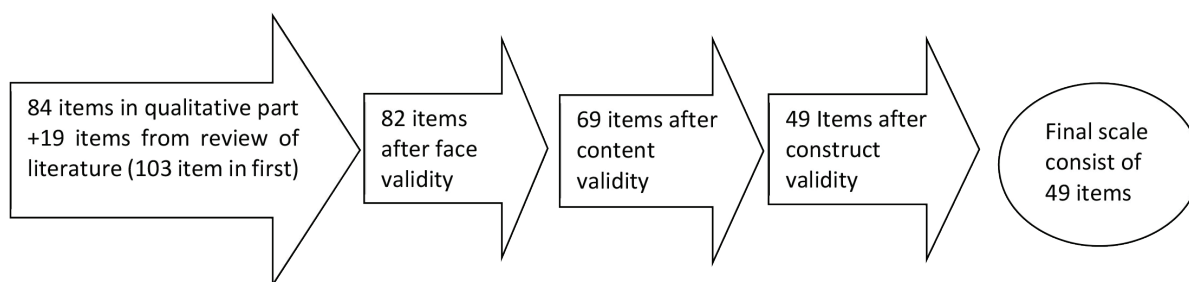 84 items in qualitative part
+19 items from review of
literature (103 item in first)
82 items
after face
validity
69 items after
content
validity
49 Items after
construct
validity
Final scale
consist of
49 items